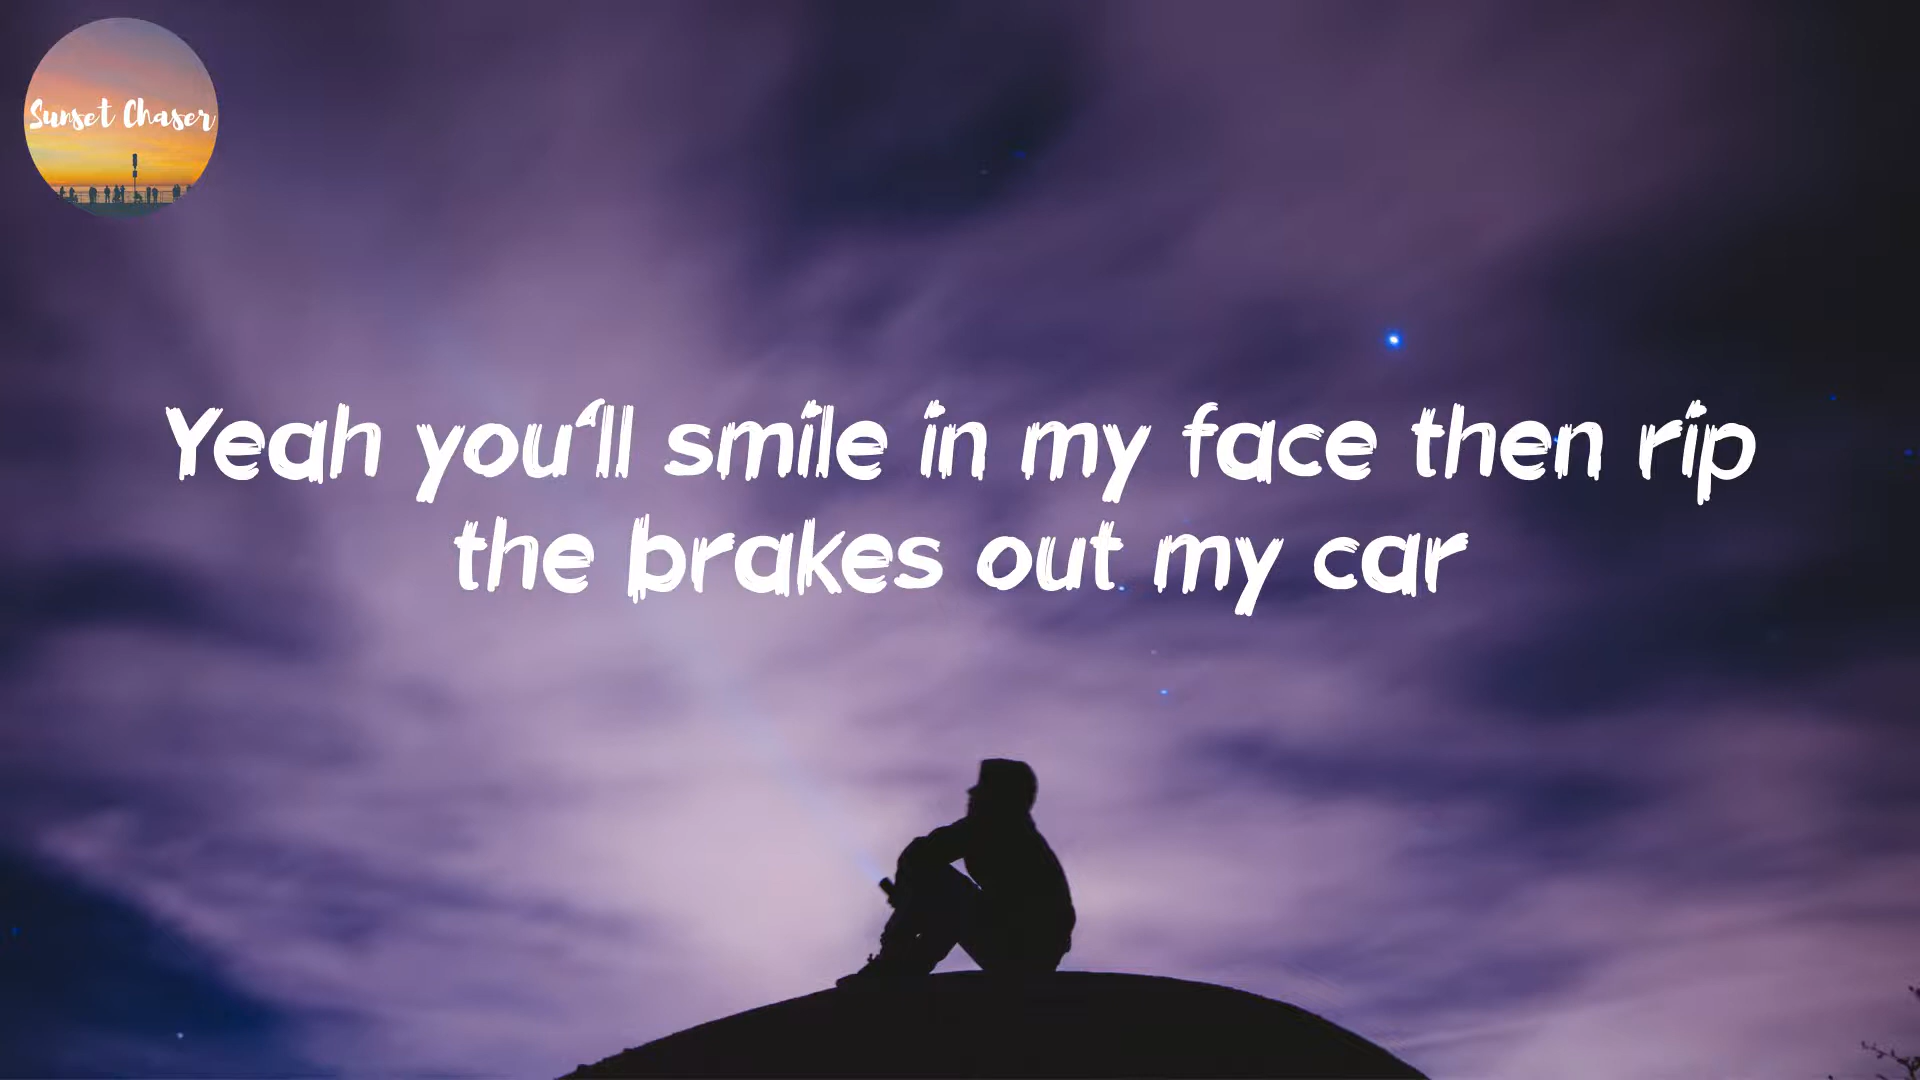 Sunset Chaser
Yeah you'll smile in my face then rip
the brakes out my car